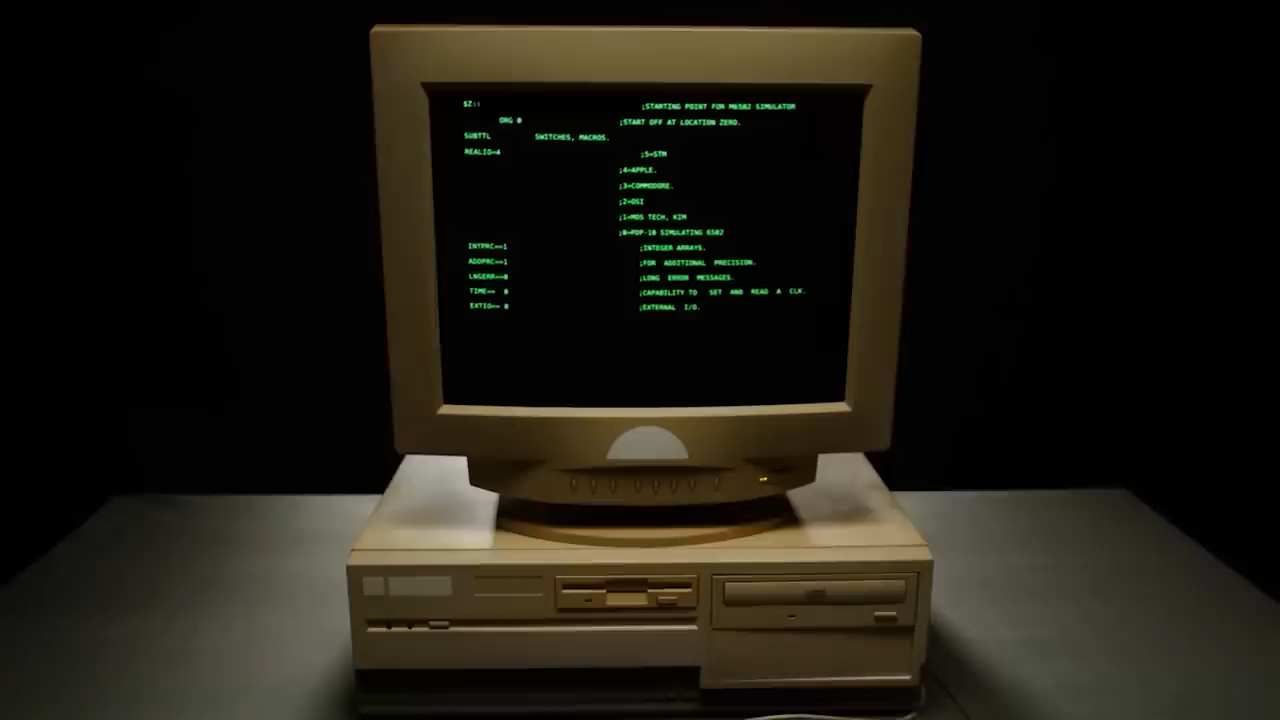 $Z:: ;STARTING POINT FOR M6502 SIMULATOR
ORG 0 ;START OFF AT LOCATION ZERO.
SUBTTL SWITCHES, MACROS.
REALIO=4 ;5=STM
;4=APPLE.
;3=COMMODORE.
;2=OSI
;1=MOS TECH, KIM
;0=PDP-10 SIMULATING 6502
INTPRC==1 ;INTEGER ARRAYS.
ADDPRC==1 ;FOR ADDITIONAL PRECISION.
LNGERR==0 ;LONG ERROR MESSAGES.
TIME== 0 ;CAPABILITY TO SET AND READ A CLK.
EXTIO== 0 ;EXTERNAL I/O.